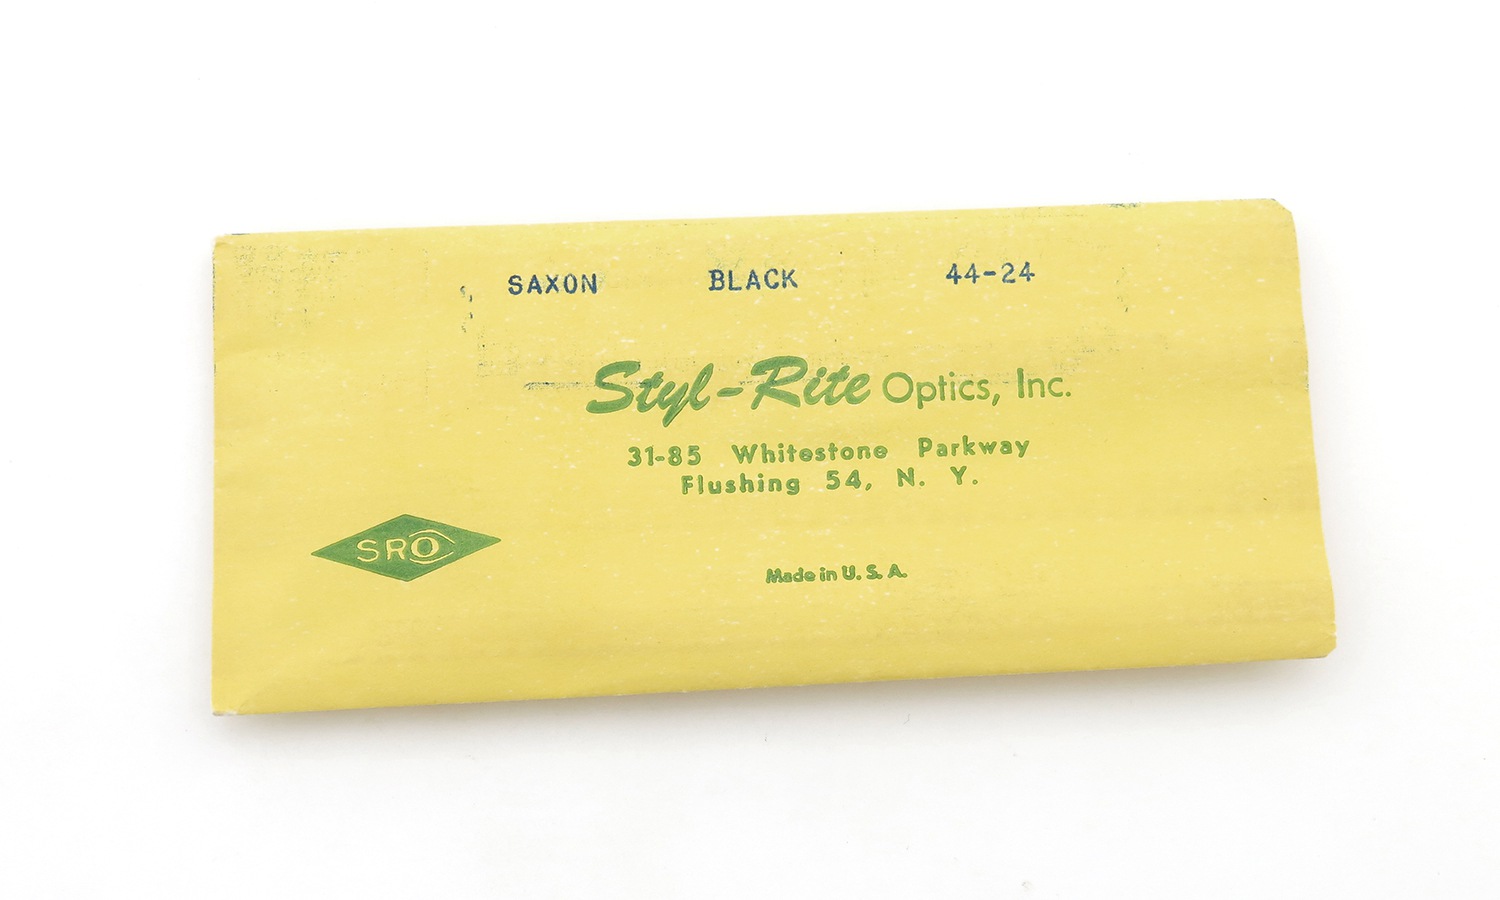 SAXON BLACK 44-24
Styl-Rite Optics, Inc.
31-85 Whitestone Parkway
Flushing 54, N. Y.
SRO
Made in U. S. A.